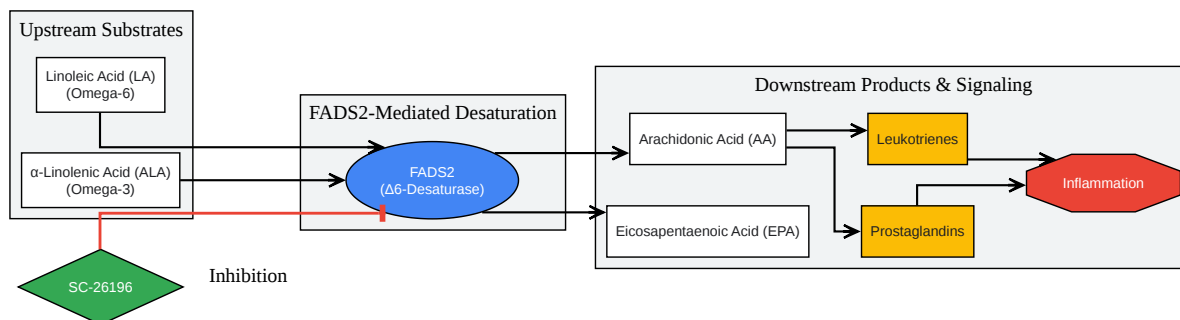 Upstream Substrates
Linoleic Acid (LA)
(Omega-6)
α-Linolenic Acid (ALA)
(Omega-3)
SC-26196
Inhibition
FADS2-Mediated Desaturation
FADS2
(Δ6-Desaturase)
Downstream Products & Signaling
Arachidonic Acid (AA)
Eicosapentaenoic Acid (EPA)
Leukotrienes
Prostaglandins
Inflammation